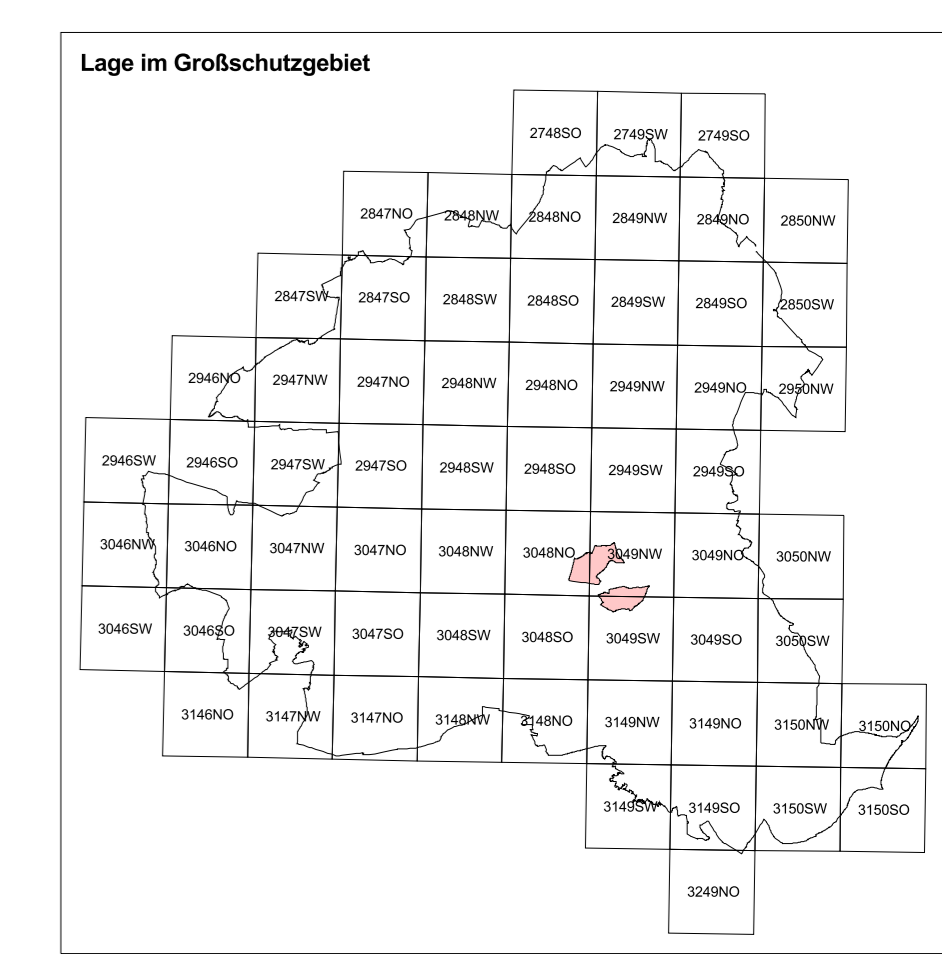 Lage im Großschutzgebiet
2748SO 2749SW 2749SO
2847NO 2848NW 2848NO 2849NW 2849NO 2850NW
2847SW 2847SO 2848SW 2848SO 2849SW 2849SO 2850SW
2946NO 2947NW 2947NO 2948NW 2948NO 2949NW 2949NO 2950NW
2946SW 2946SO 2947SW 2947SO 2948SW 2948SO 2949SW 2949SO
3046NW 3046NO 3047NW 3047NO 3048NW 3048NO 3049NW 3049NO 3050NW
3046SW 3046SO 3047SW 3047SO 3048SW 3048SO 3049SW 3049SO 3050SW
3146NO 3147NW 3147NO 3148NW 3148NO 3149NW 3149NO 3150NW 3150NO
3149SW 3149SO 3150SW 3150SO
3249NO